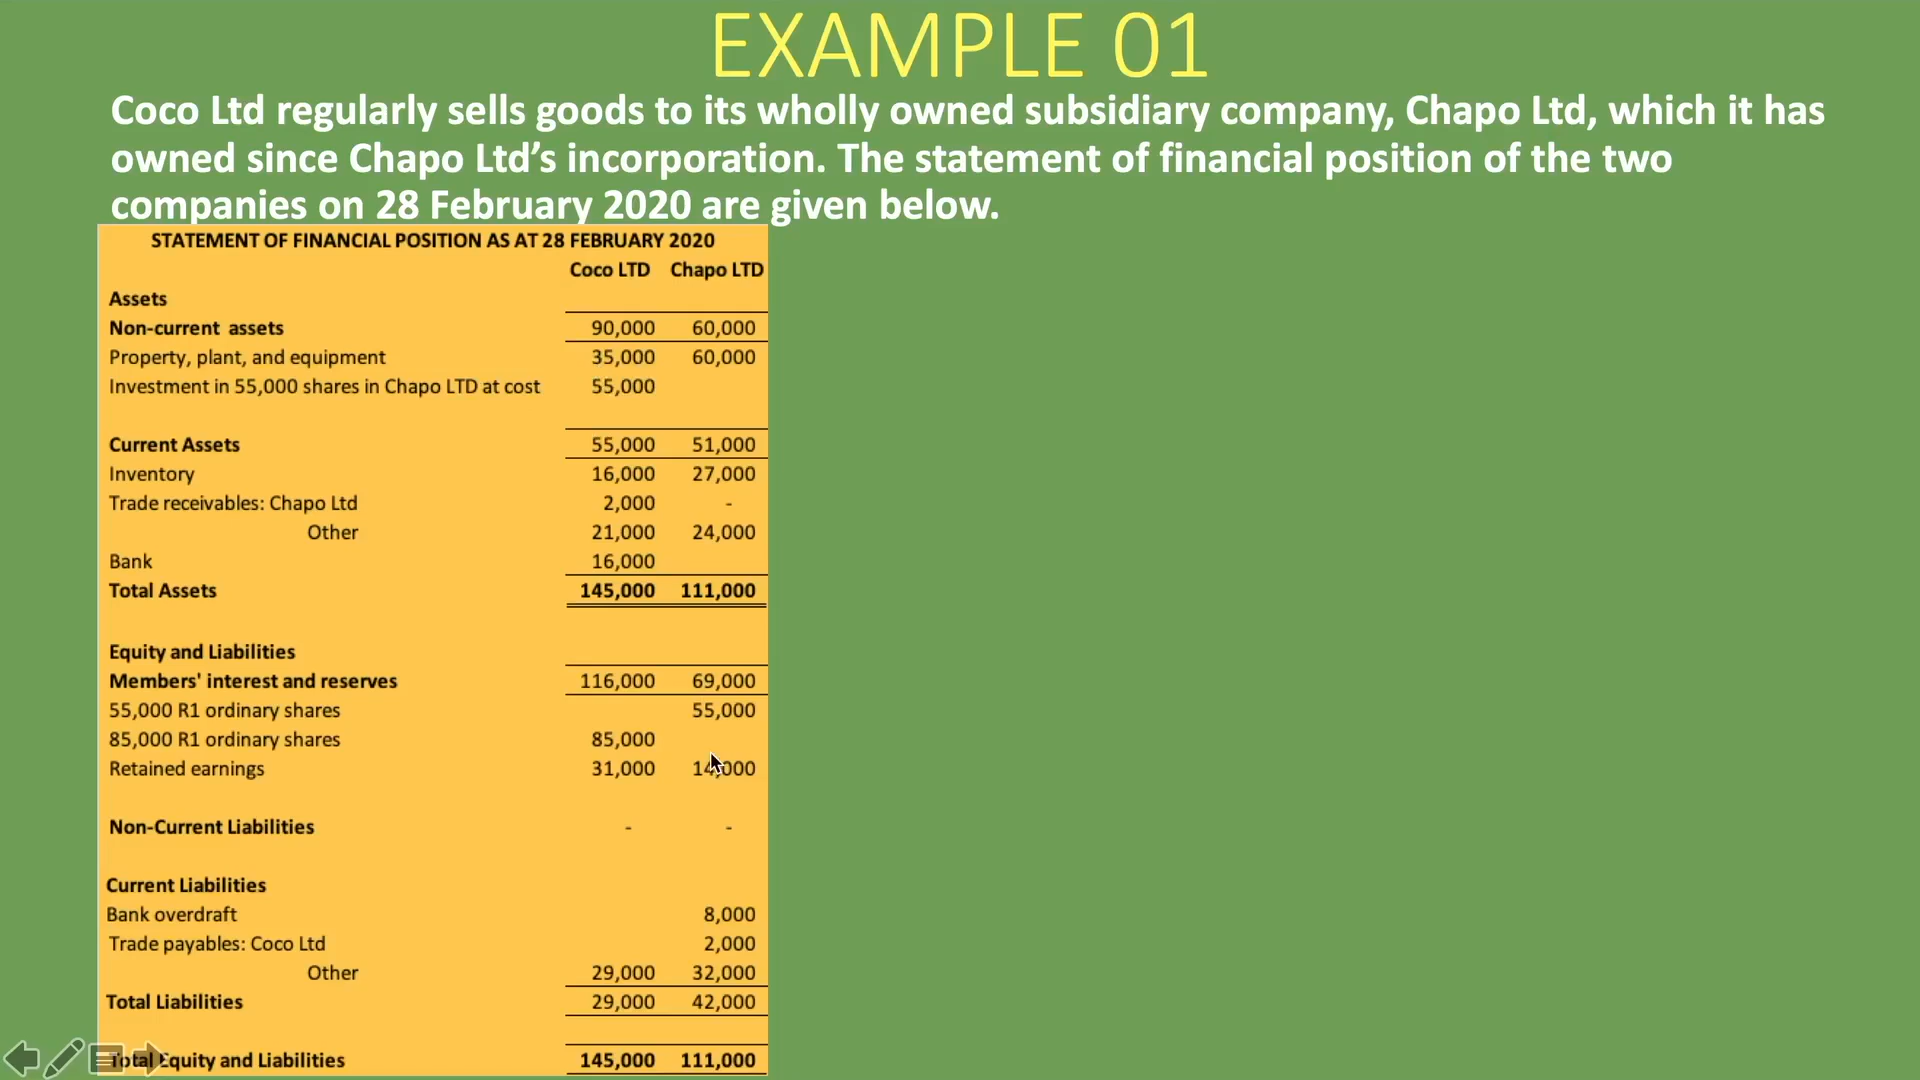 EXAMPLE 01
Coco Ltd regularly sells goods to its wholly owned subsidiary company, Chapo Ltd, which it has
owned since Chapo Ltd’s incorporation. The statement of financial position of the two
companies on 28 February 2020 are given below.
STATEMENT OF FINANCIAL POSITION AS AT 28 FEBRUARY 2020
Coco LTD Chapo LTD
Assets
Non-current assets 90,000 60,000
Property, plant, and equipment 35,000 60,000
Investment in 55,000 shares in Chapo LTD at cost 55,000
Current Assets 55,000 51,000
Inventory 16,000 27,000
Trade receivables: Chapo Ltd 2,000 -
Other 21,000 24,000
Bank 16,000
Total Assets 145,000 111,000
Equity and Liabilities
Members' interest and reserves 116,000 69,000
55,000 R1 ordinary shares 55,000
85,000 R1 ordinary shares 85,000
Retained earnings 31,000 14,000
Non-Current Liabilities - -
Current Liabilities
Bank overdraft 8,000
Trade payables: Coco Ltd 2,000
Other 29,000 32,000
Total Liabilities 29,000 42,000
Total Equity and Liabilities 145,000 111,000